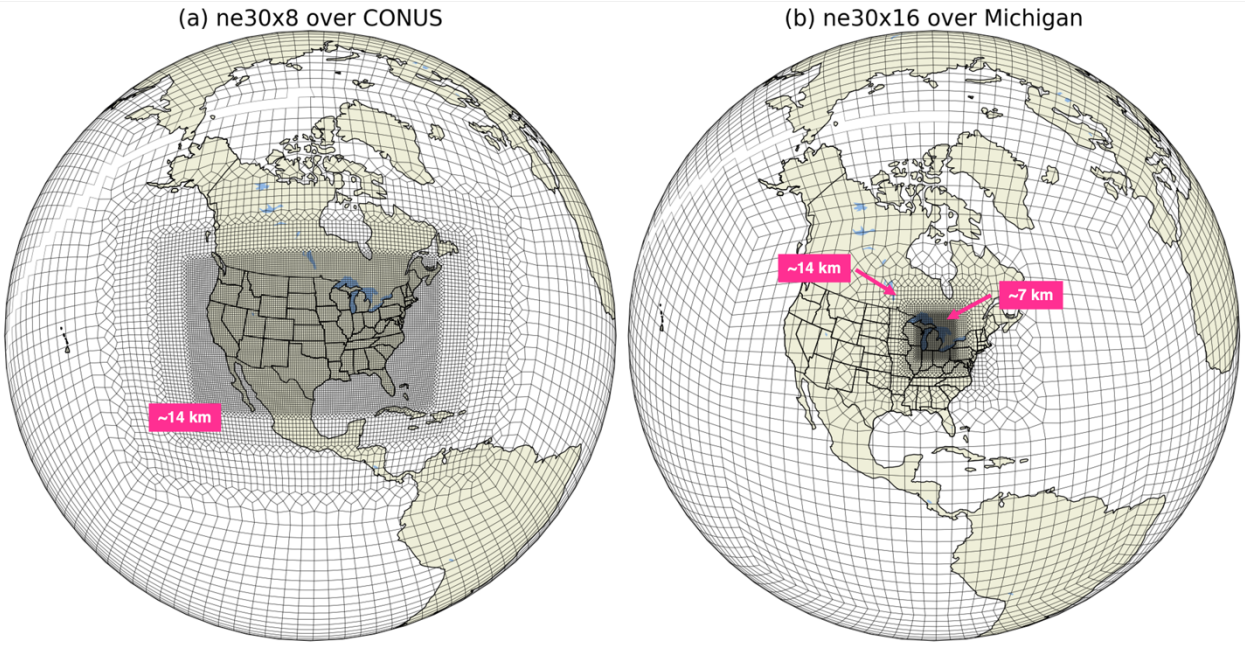 (a) ne30x8 over CONUS
(b) ne30x16 over Michigan
~14 km
~7 km
~14 km